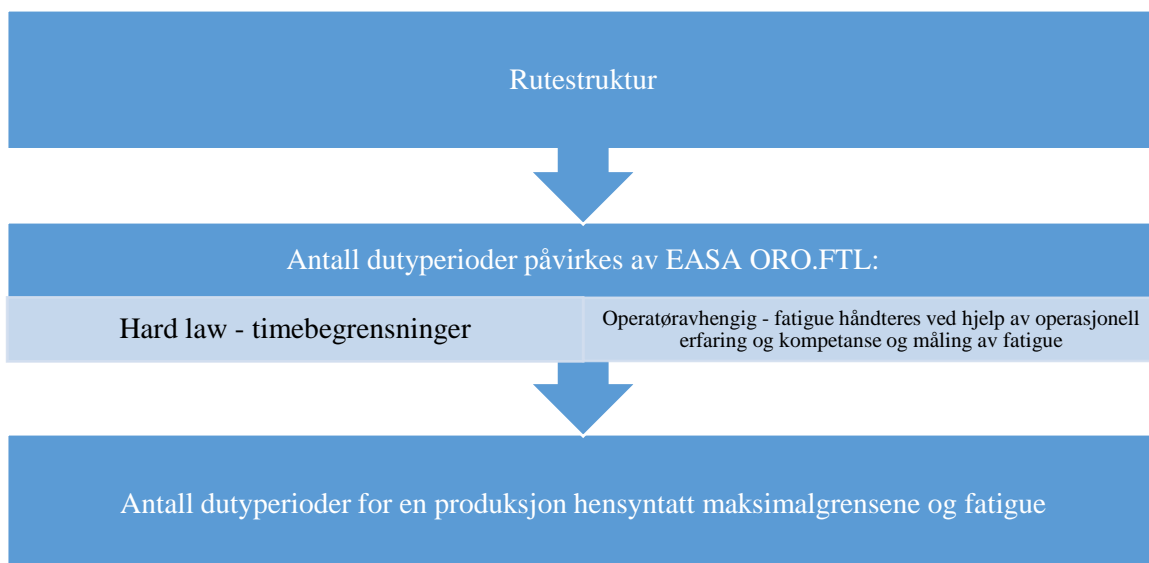 Rutestruktur
Antall dutyperioder påvirkes av EASA ORO.FTL:
Hard law - timebegrensninger
Operatøravhengig - fatigue håndteres ved hjelp av operasjonell
erfaring og kompetanse og måling av fatigue
Antall dutyperioder for en produksjon hensyntatt maksimalgrensene og fatigue